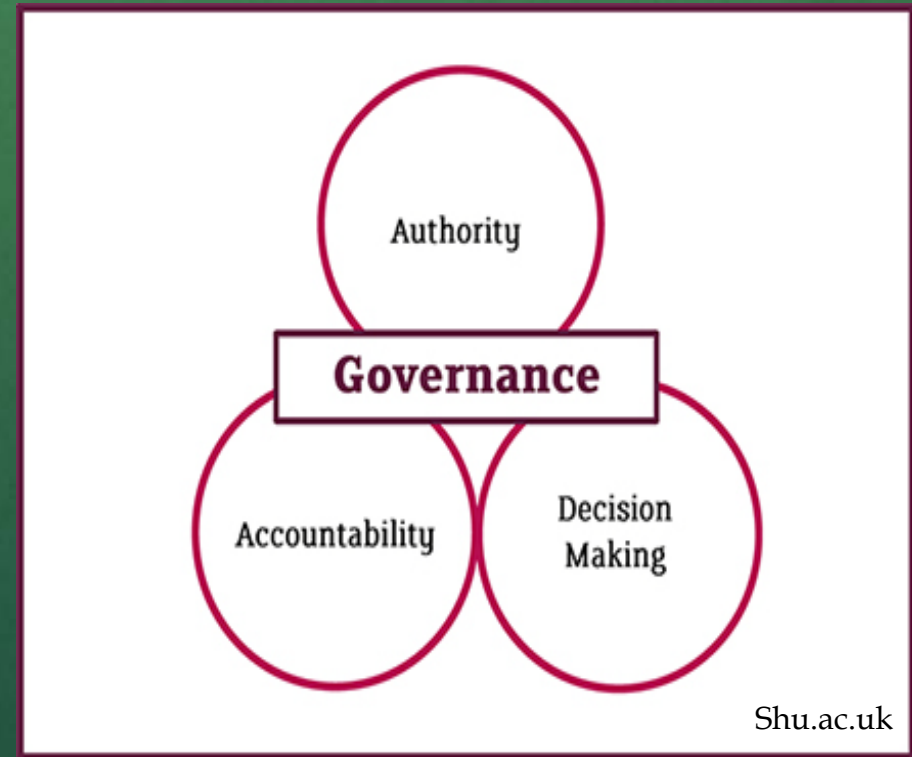 Authority
Governance
Accountability
Decision
Making
Shu.ac.uk